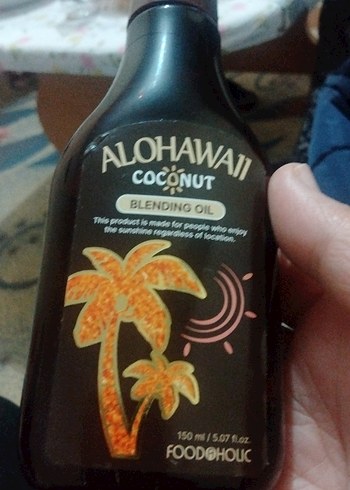 ALOHAWAII
COCONUT
BLENDING OIL
This product is made for people who enjoy
the sunshine regardless of location.
150 ml / 5.07 fl.oz.
FOODAHOLIC